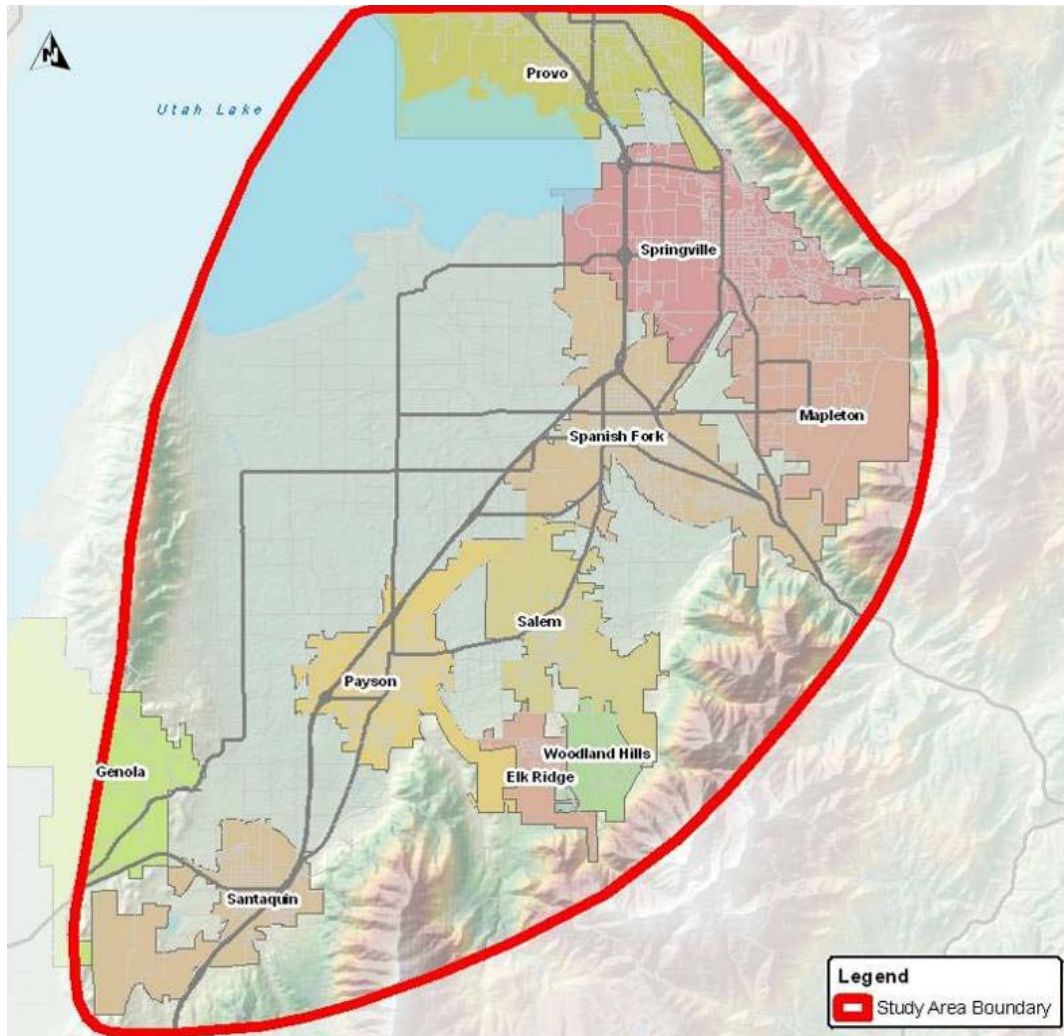 N
Provo
Utah Lake
Springville
Mapleton
Spanish Fork
Salem
Payson
Woodland Hills
Genola
Elk Ridge
Santaquin
Legend
Study Area Boundary